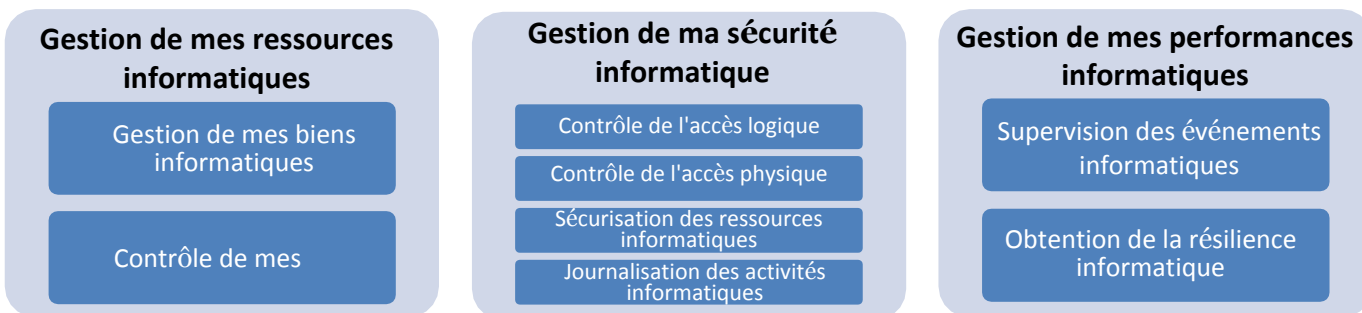 Gestion de mes ressources
informatiques
Gestion de mes biens
informatiques
Contrôle de mes
Gestion de ma sécurité
informatique
Contrôle de l'accès logique
Contrôle de l'accès physique
Sécurisation des ressources
informatiques
Journalisation des activités
informatiques
Gestion de mes performances
informatiques
Supervision des événements
informatiques
Obtention de la résilience
informatique